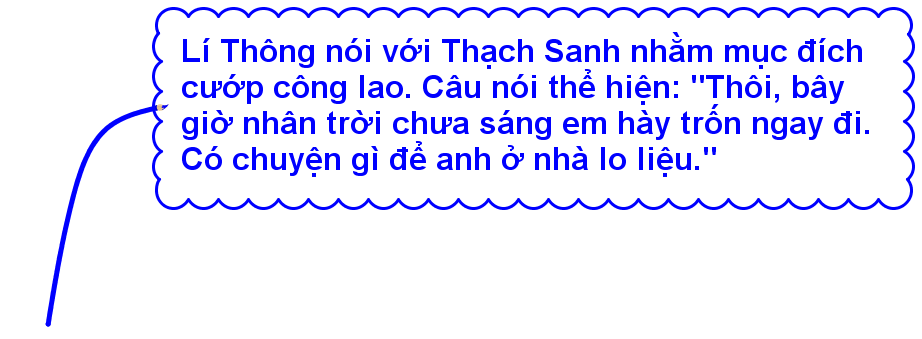 Lí Thông nói với Thạch Sanh nhằm mục đích
cướp công lao. Câu nói thể hiện: "Thôi, bây
giờ nhân trời chưa sáng em hày trốn ngay đi.
Có chuyện gì để anh ở nhà lo liệu."